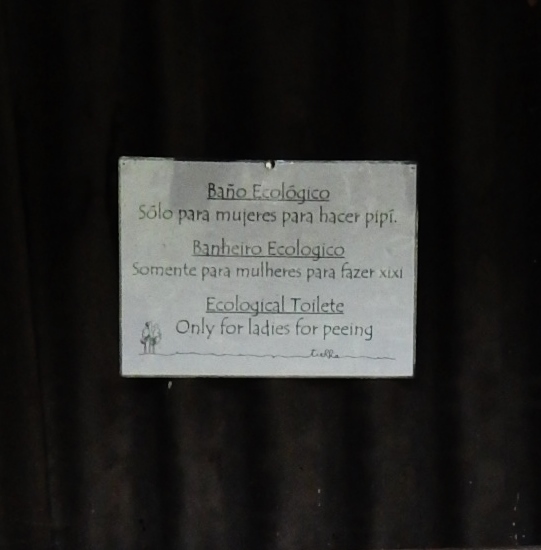 Baño Ecológico
Sólo para mujeres para hacer pipí.
Banheiro Ecologico
Somente para mulheres para fazer xixi
Ecological Toilete
Only for ladies for peeing